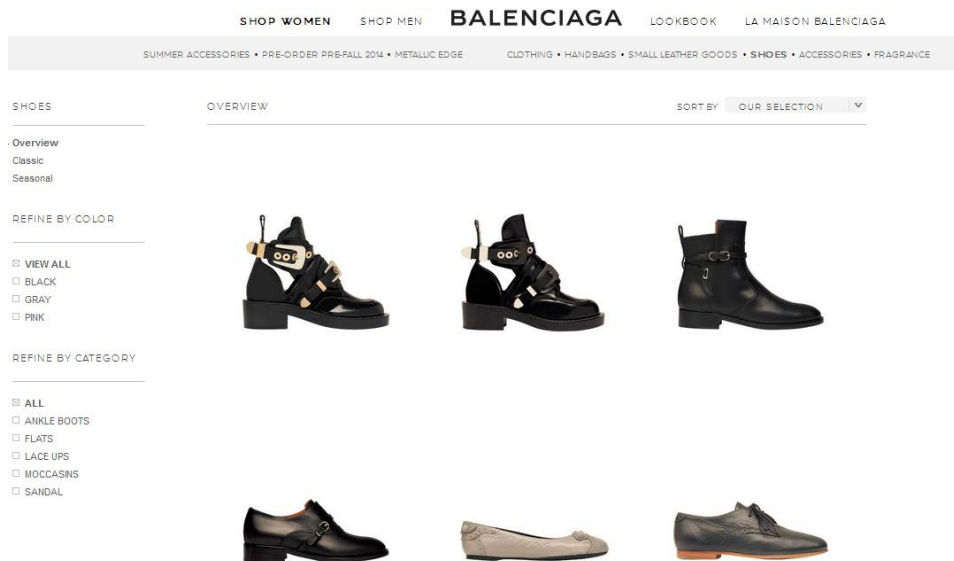 SHOP WOMEN SHOP MEN BALENCIAGA LOOKBOOK LA MAISON BALENCIAGA
SUMMER ACCESSORIES • PRE-ORDER PRE-FALL 2014 • METALLIC EDGE CLOTHING • HANDBAGS • SMALL LEATHER GOODS • SHOES • ACCESSORIES • FRAGRANCE
SHOES
Overview
Classic
Seasonal
REFINE BY COLOR
VIEW ALL
BLACK
GRAY
PINK
REFINE BY CATEGORY
ALL
ANKLE BOOTS
FLATS
LACE UPS
MOCCASINS
SANDAL
OVERVIEW SORT BY OUR SELECTION